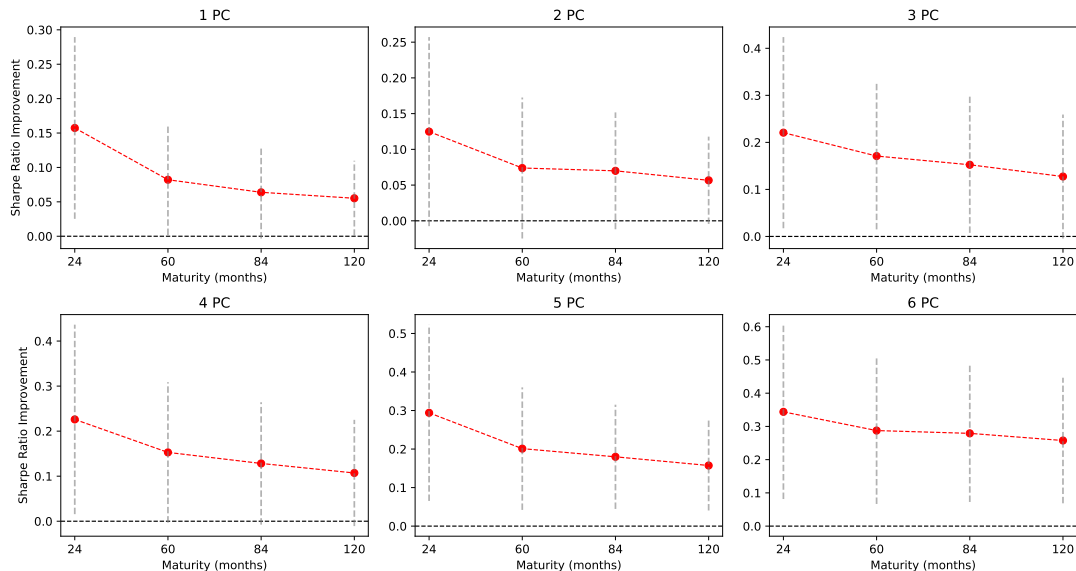 1 PC
2 PC
3 PC
Sharpe Ratio Improvement
0.30
0.25
0.20
0.15
0.10
0.05
0.00
0.25
0.20
0.15
0.10
0.05
0.00
0.4
0.3
0.2
0.1
0.0
24 60 84 120
24 60 84 120
24 60 84 120
Maturity (months)
Maturity (months)
Maturity (months)
4 PC
5 PC
6 PC
Sharpe Ratio Improvement
0.4
0.3
0.2
0.1
0.0
0.5
0.4
0.3
0.2
0.1
0.0
0.6
0.5
0.4
0.3
0.2
0.1
0.0
24 60 84 120
24 60 84 120
24 60 84 120
Maturity (months)
Maturity (months)
Maturity (months)